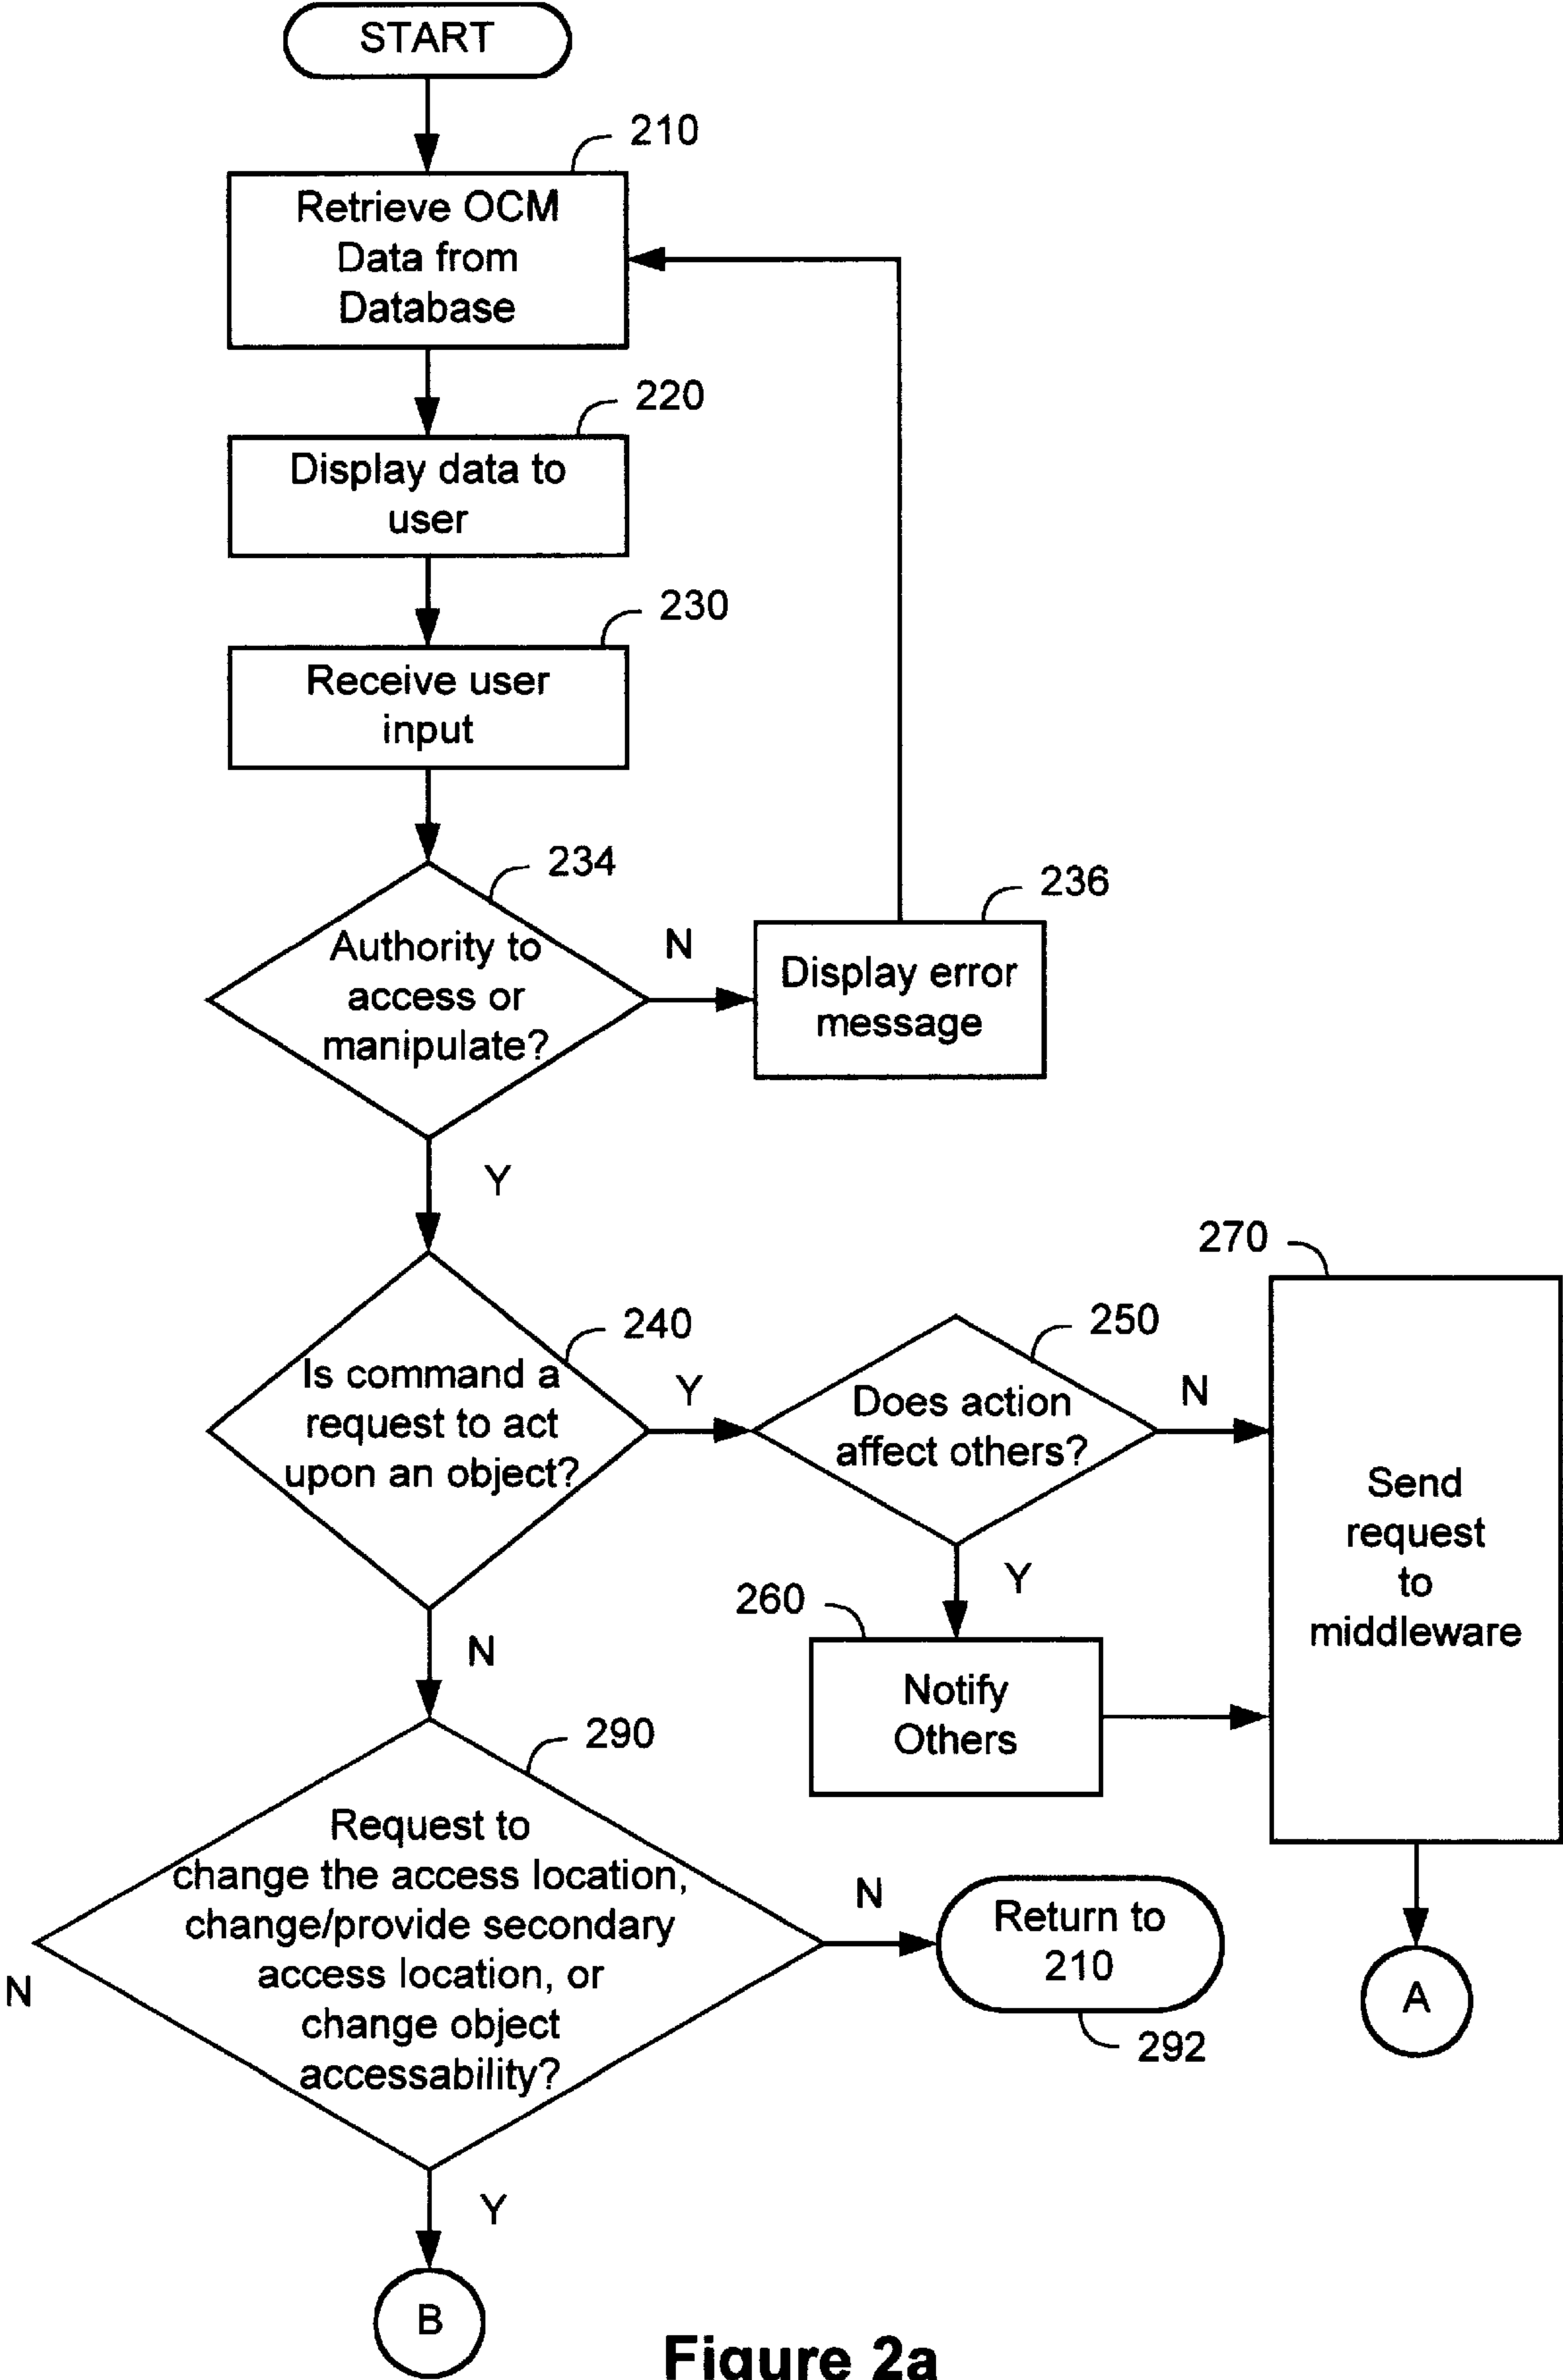 START
210
Retrieve OCM
Data from
Database
220
Display data to
user
230
Receive user
input
234
Authority to
access or
manipulate?
N
236
Display error
message
Y
240
Is command a
request to act
upon an object?
Y
250
Does action
affect others?
N
270
Send
request
to
middleware
Y
260
Notify
Others
N
290
Request to
change the access location,
change/provide secondary
access location, or
change object
accessability?
N
N
Return to
210
292
A
Y
B
Figure 2a